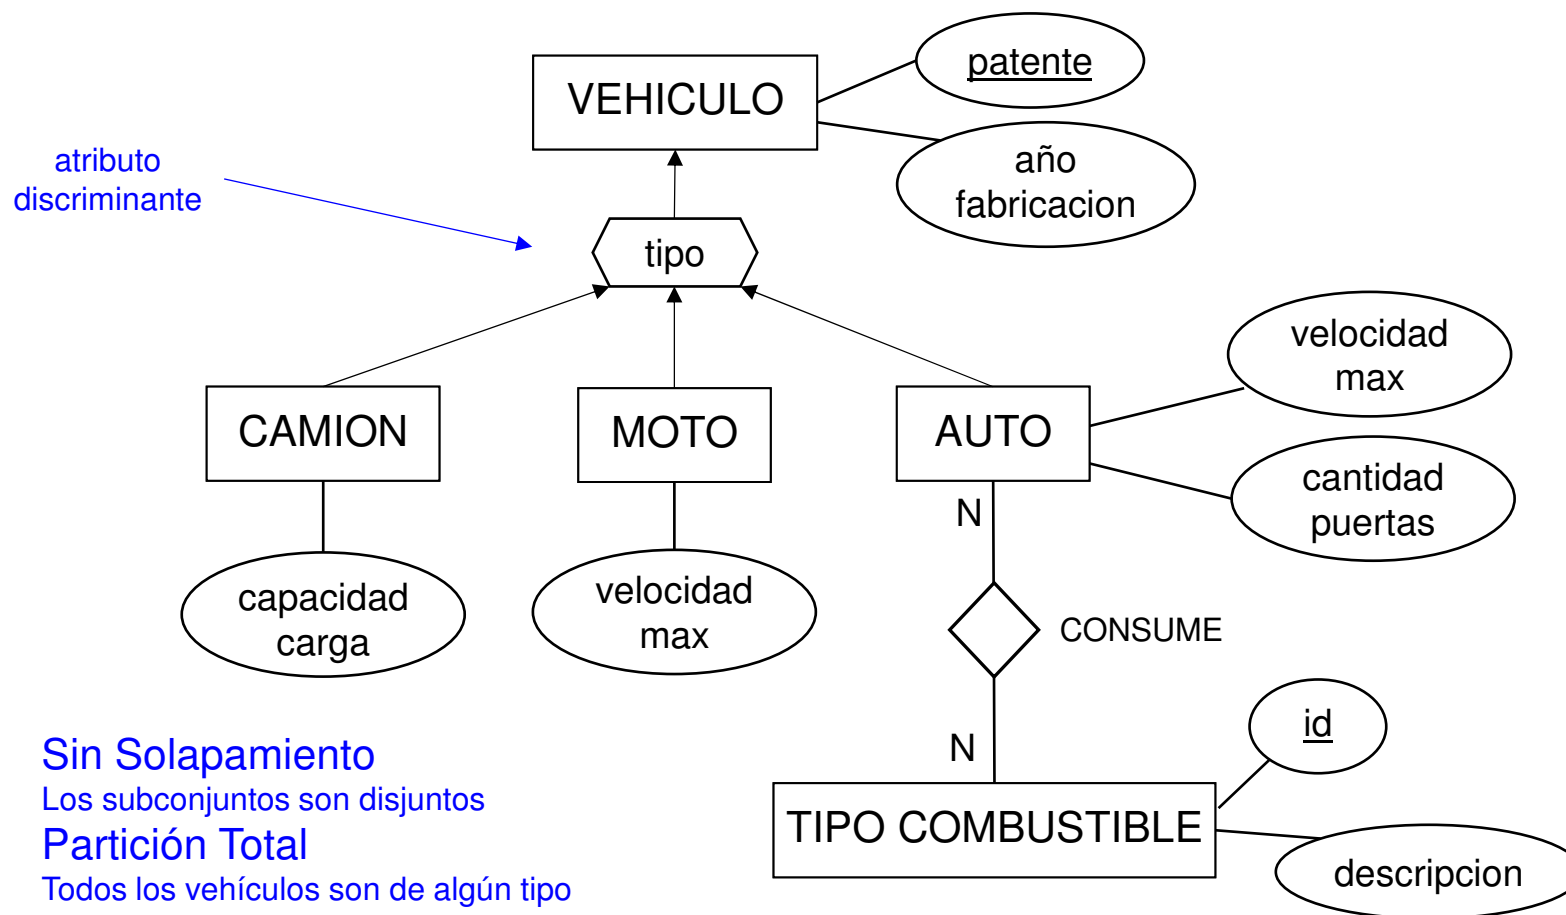 VEHICULO
patente
año
fabricacion
atributo
discriminante
tipo
CAMION
MOTO
AUTO
velocidad
max
cantidad
puertas
capacidad
carga
velocidad
max
N
CONSUME
N
id
TIPO COMBUSTIBLE
descripcion
Sin Solapamiento
Los subconjuntos son disjuntos
Partición Total
Todos los vehículos son de algún tipo